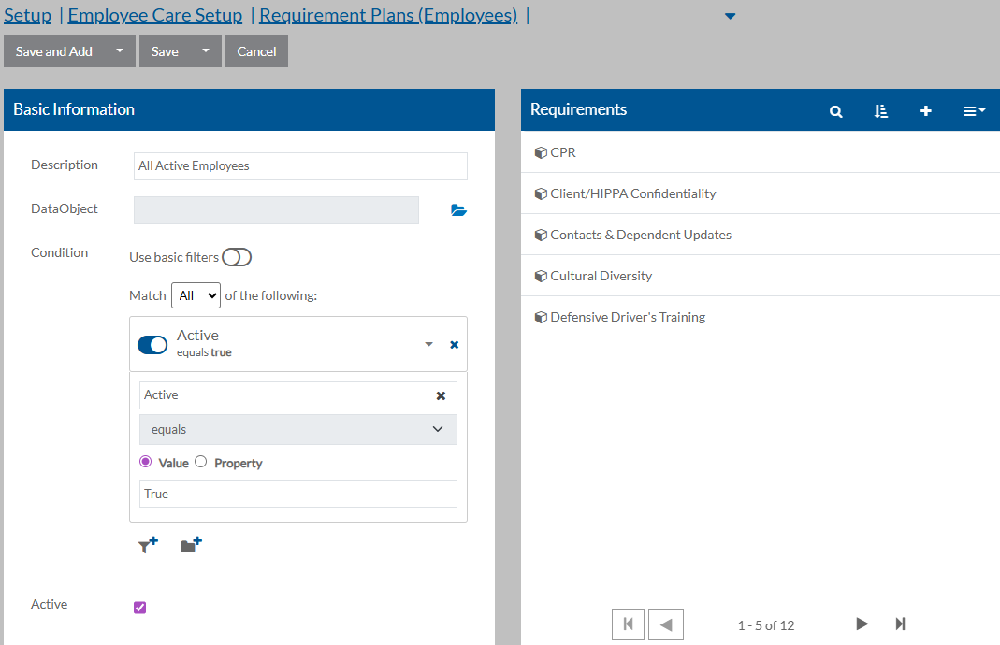 Setup | Employee Care Setup | Requirement Plans (Employees) |
Save and Add Save Cancel
Basic Information
Description All Active Employees
DataObject
Condition Use basic filters
Match All of the following:
Active
equals true
Active
equals
Value Property
True
Active
Requirements
CPR
Client/HIPPA Confidentiality
Contacts & Dependent Updates
Cultural Diversity
Defensive Driver's Training
1 - 5 of 12